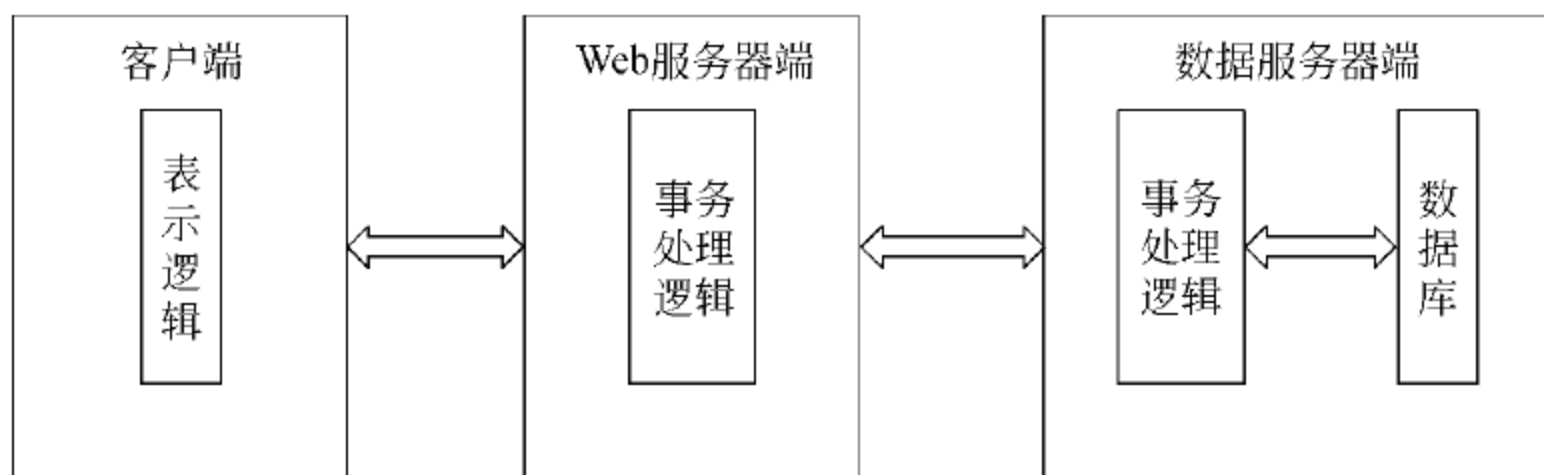 客户端
表
示
逻
辑
Web服务器端
事务
处理
逻辑
数据服务器端
事务
处理
逻辑
数
据
库